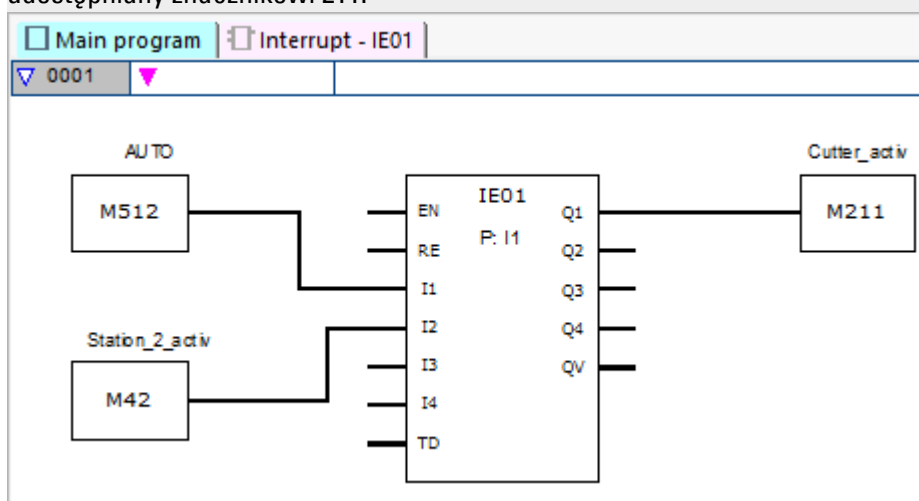 udostępniany znacznikowi 211.
Main program Interrupt - IE01
0001
AUTO
M512
Station_2_activ
M42
IE01
P: I1
EN
RE
I1
I2
I3
I4
TD
Q1
Q2
Q3
Q4
QV
Cutter_activ
M211